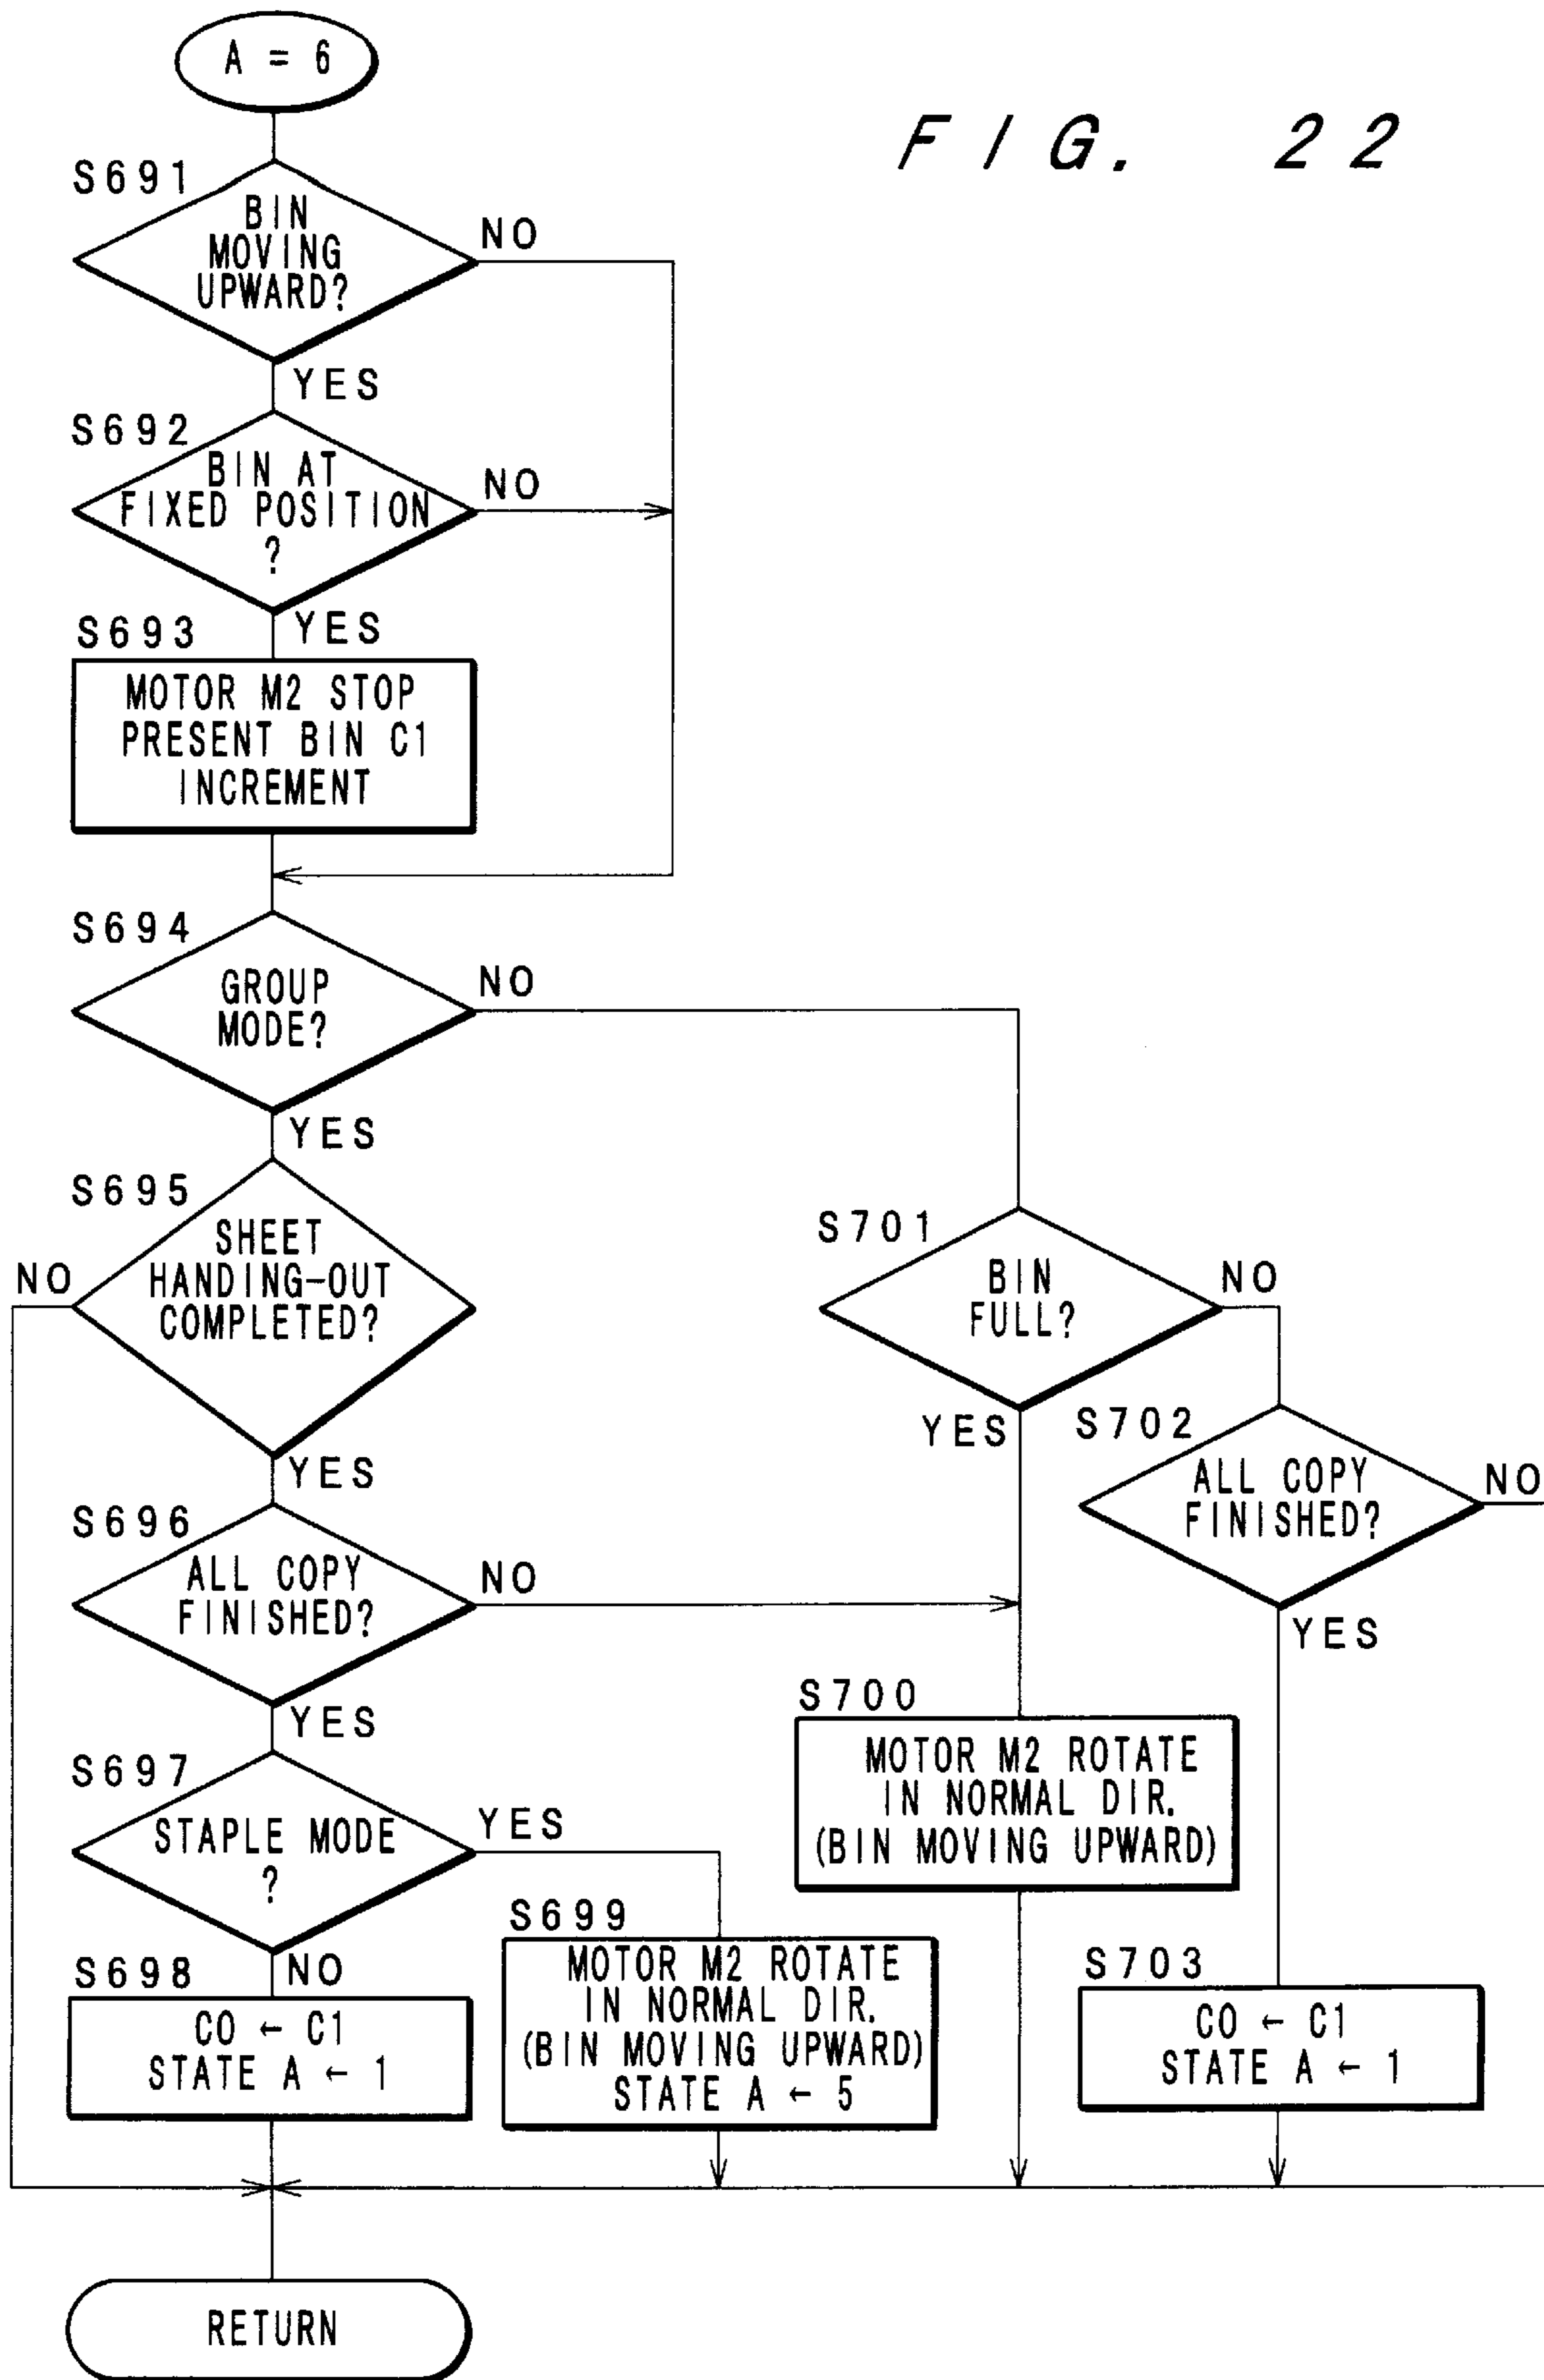 A = 6
FIG. 22
S691
BIN
MOVING
UPWARD?
NO
YES
S692
BIN AT
FIXED POSITION
?
NO
YES
S693
MOTOR M2 STOP
PRESENT BIN C1
INCREMENT
S694
GROUP
MODE?
NO
YES
S695
SHEET
HANDING-OUT
COMPLETED?
NO
YES
S701
BIN
FULL?
NO
YES
S702
ALL COPY
FINISHED?
NO
YES
S696
ALL COPY
FINISHED?
NO
YES
S700
MOTOR M2 ROTATE
IN NORMAL DIR.
(BIN MOVING UPWARD)
S697
STAPLE MODE
?
YES
NO
S698
C0 ← C1
STATE A ← 1
S699
MOTOR M2 ROTATE
IN NORMAL DIR.
(BIN MOVING UPWARD)
STATE A ← 5
S703
C0 ← C1
STATE A ← 1
RETURN